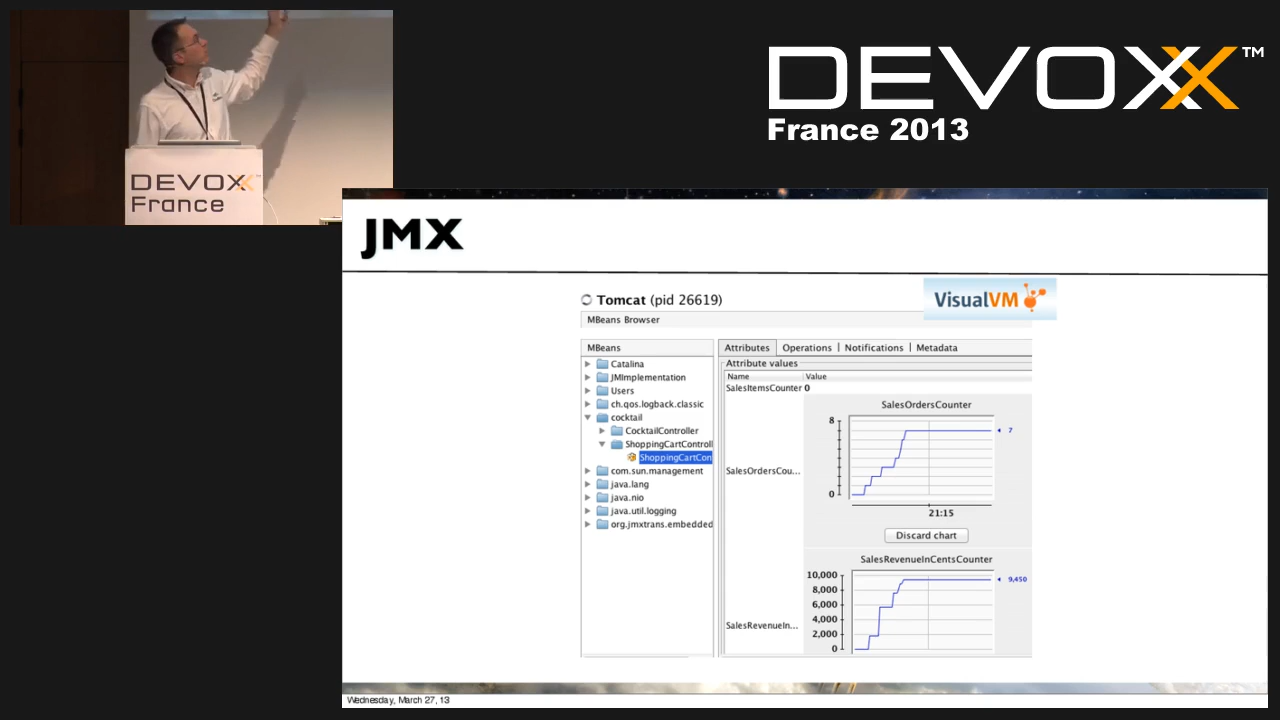 DEVOXX™
France 2013
DEVOXX
France
JMX
Tomcat (pid 26619)
VisualVM
MBeans Browser
MBeans
Attributes
Operations
Notifications
Metadata
Catalina
JMImplementation
Users
ch.qos.logback.classic
cocktail
CocktailController
ShoppingCartControll
ShoppingCartCon
com.sun.management
java.lang
java.nio
java.util.logging
org.jmxtrans.embedded
Attribute values
Name Value
SalesItemsCounter 0
SalesOrdersCounter
8
7
SalesOrdersCou...
0
21:15
Discard chart
SalesRevenueInCentsCounter
10,000
9,450
8,000
6,000
4,000
SalesRevenueIn...
2,000
0
Wednesday, March 27, 13